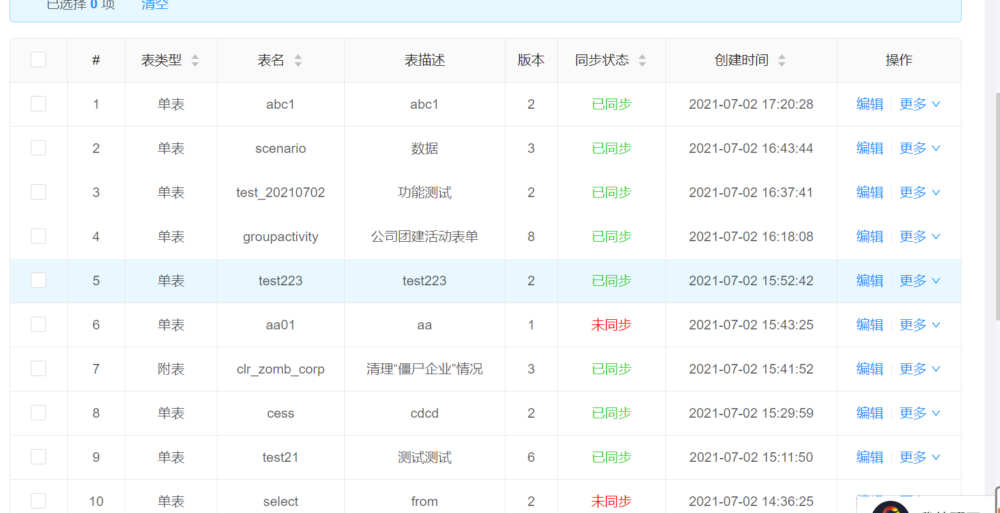 已选择 0 项 清空
# 表类型 表名 表描述 版本 同步状态 创建时间 操作
1 单表 abc1 abc1 2 已同步 2021-07-02 17:20:28 编辑 更多
2 单表 scenario 数据 3 已同步 2021-07-02 16:43:44 编辑 更多
3 单表 test_20210702 功能测试 2 已同步 2021-07-02 16:37:41 编辑 更多
4 单表 groupactivity 公司团建活动表单 8 已同步 2021-07-02 16:18:08 编辑 更多
5 单表 test223 test223 2 已同步 2021-07-02 15:52:42 编辑 更多
6 单表 aa01 aa 1 未同步 2021-07-02 15:43:25 编辑 更多
7 附表 clr_zomb_corp 清理“僵尸企业”情况 3 已同步 2021-07-02 15:41:52 编辑 更多
8 单表 cess cdcd 2 已同步 2021-07-02 15:29:59 编辑 更多
9 单表 test21 测试测试 6 已同步 2021-07-02 15:11:50 编辑 更多
10 单表 select from 2 未同步 2021-07-02 14:36:25